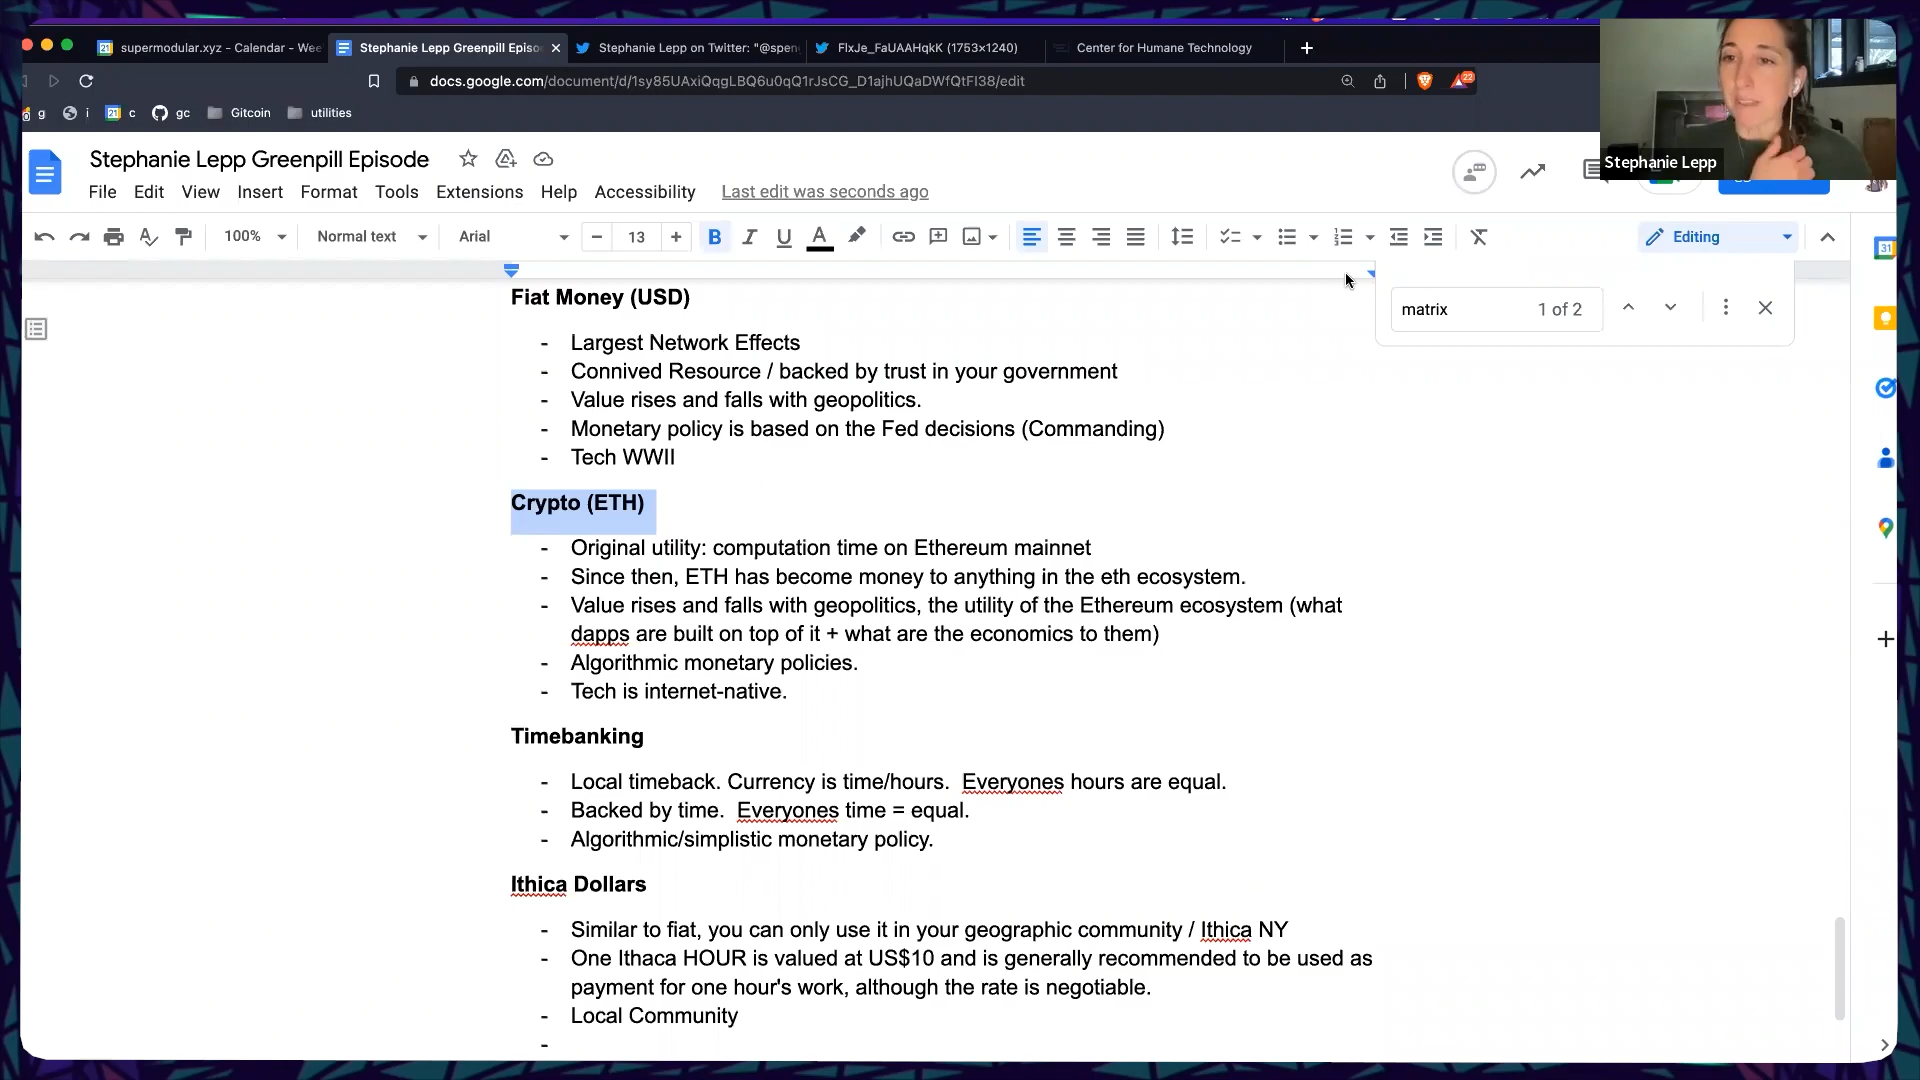 supermodular.xyz - Calendar - Wee
Stephanie Lepp Greenpill Episo
Stephanie Lepp on Twitter: "@spen
FlxJe_FaUAAHqkK (1753×1240)
Center for Humane Technology
docs.google.com/document/d/1sy85UAxiQqgLBQ6u0qQ1rJsCG_D1ajhUQaDWfQtFI38/edit
22
g
i
21
c
gc
Gitcoin
utilities
Stephanie Lepp
Stephanie Lepp Greenpill Episode
File Edit View Insert Format Tools Extensions Help Accessibility Last edit was seconds ago
100% Normal text Arial 13 B I U A Editing
31
matrix 1 of 2
Fiat Money (USD)
- Largest Network Effects
- Connived Resource / backed by trust in your government
- Value rises and falls with geopolitics.
- Monetary policy is based on the Fed decisions (Commanding)
- Tech WWII
Crypto (ETH)
- Original utility: computation time on Ethereum mainnet
- Since then, ETH has become money to anything in the eth ecosystem.
- Value rises and falls with geopolitics, the utility of the Ethereum ecosystem (what
dapps are built on top of it + what are the economics to them)
- Algorithmic monetary policies.
- Tech is internet-native.
Timebanking
- Local timeback. Currency is time/hours.  Everyones hours are equal.
- Backed by time.  Everyones time = equal.
- Algorithmic/simplistic monetary policy.
Ithica Dollars
- Similar to fiat, you can only use it in your geographic community / Ithica NY
- One Ithaca HOUR is valued at US$10 and is generally recommended to be used as
payment for one hour's work, although the rate is negotiable.
- Local Community
-